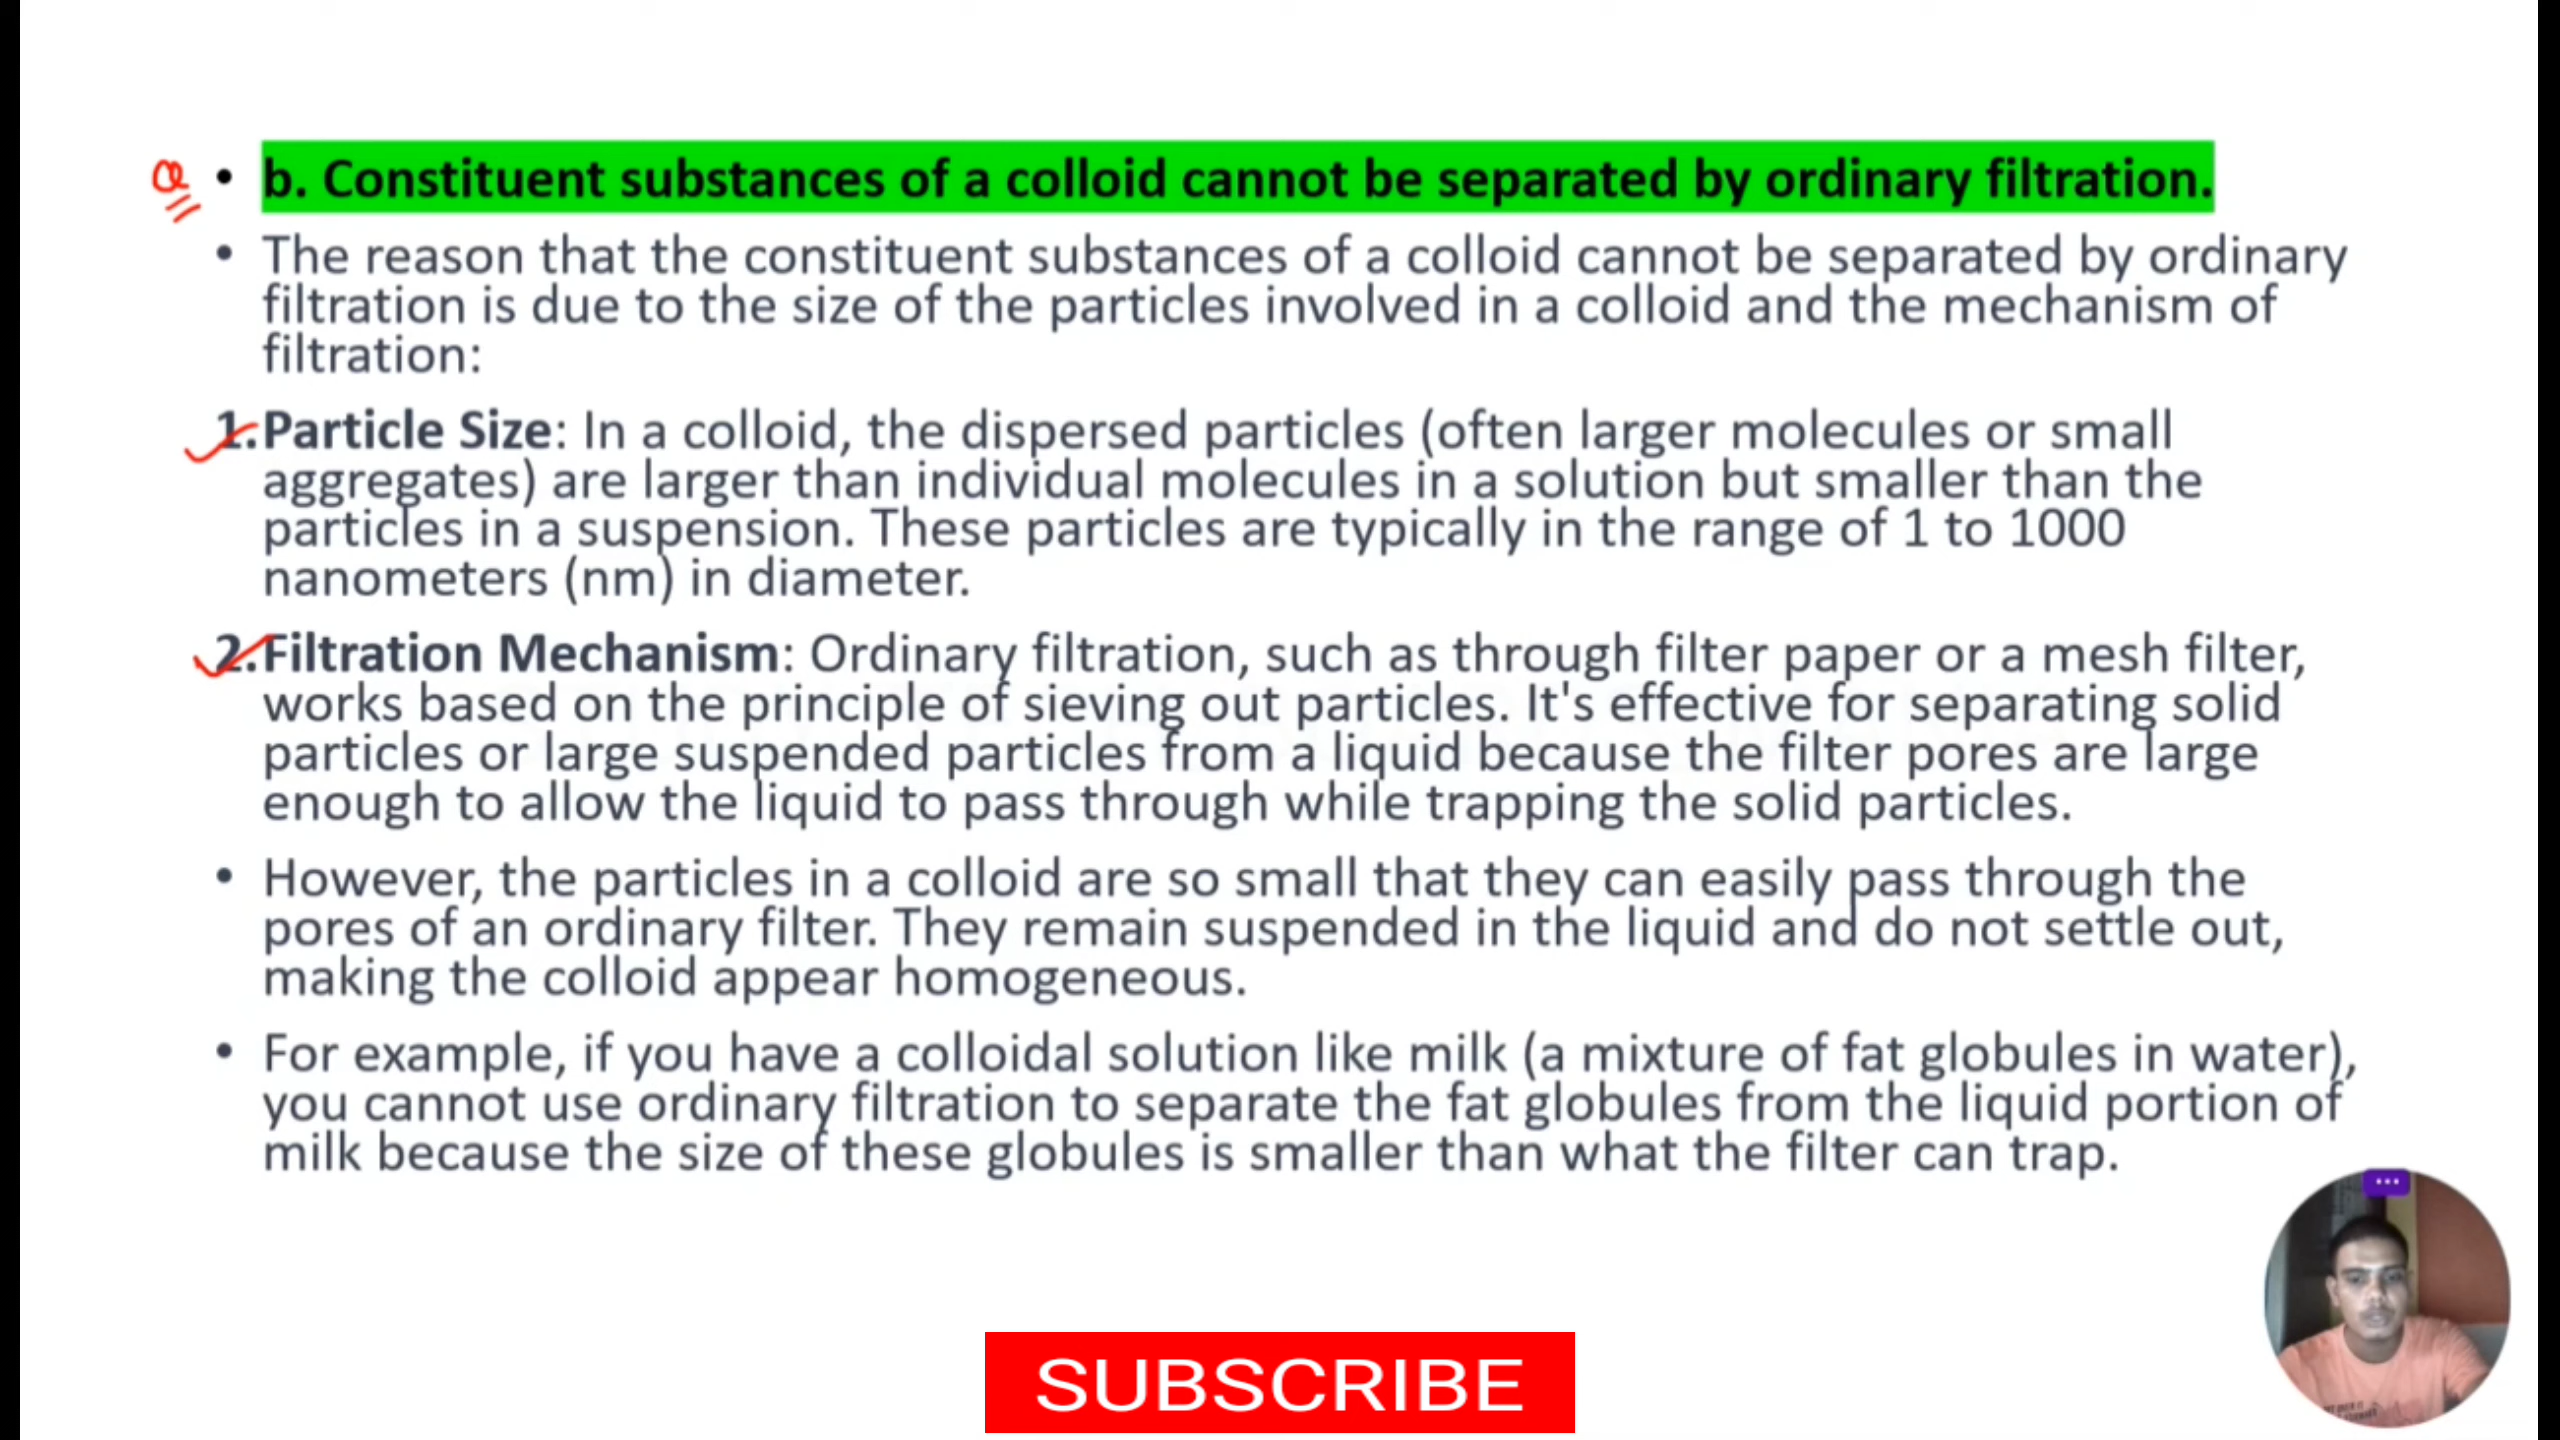 Q • b. Constituent substances of a colloid cannot be separated by ordinary filtration.
• The reason that the constituent substances of a colloid cannot be separated by ordinary
filtration is due to the size of the particles involved in a colloid and the mechanism of
filtration:
1. Particle Size: In a colloid, the dispersed particles (often larger molecules or small
aggregates) are larger than individual molecules in a solution but smaller than the
particles in a suspension. These particles are typically in the range of 1 to 1000
nanometers (nm) in diameter.
2. Filtration Mechanism: Ordinary filtration, such as through filter paper or a mesh filter,
works based on the principle of sieving out particles. It's effective for separating solid
particles or large suspended particles from a liquid because the filter pores are large
enough to allow the liquid to pass through while trapping the solid particles.
• However, the particles in a colloid are so small that they can easily pass through the
pores of an ordinary filter. They remain suspended in the liquid and do not settle out,
making the colloid appear homogeneous.
• For example, if you have a colloidal solution like milk (a mixture of fat globules in water),
you cannot use ordinary filtration to separate the fat globules from the liquid portion of
milk because the size of these globules is smaller than what the filter can trap.
SUBSCRIBE